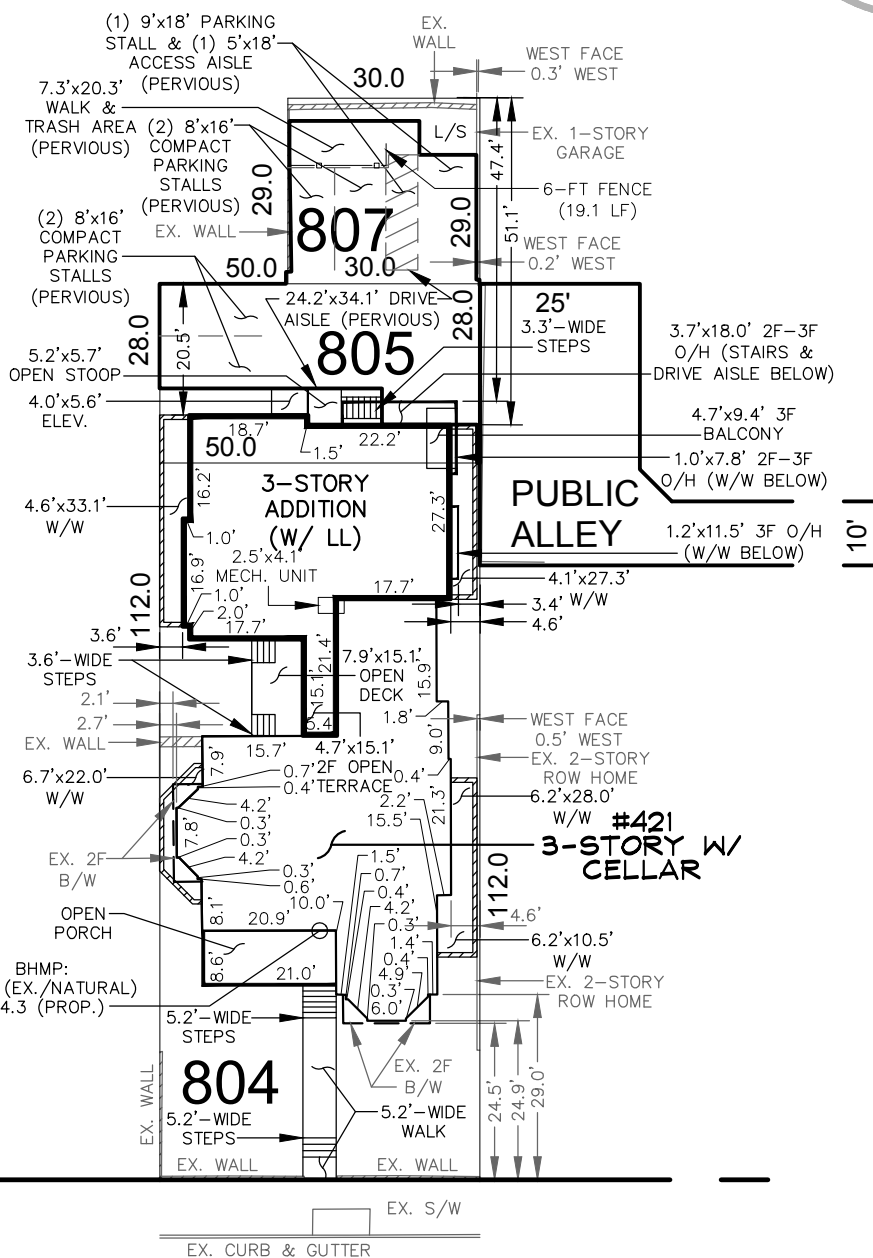 (1) 9'x18' PARKING
STALL & (1) 5'x18'
ACCESS AISLE
(PERVIOUS)
EX.
WALL
WEST FACE
0.3' WEST
30.0
7.3'x20.3'
WALK &
TRASH AREA
(PERVIOUS)
(2) 8'x16'
COMPACT
PARKING
STALLS
(PERVIOUS)
L/S
EX. 1-STORY
GARAGE
47.4'
51.1'
6-FT FENCE
(19.1 LF)
29.0
29.0
807
(2) 8'x16'
COMPACT
PARKING
STALLS
(PERVIOUS)
EX. WALL
WEST FACE
0.2' WEST
50.0
30.0
24.2'x34.1' DRIVE
AISLE (PERVIOUS)
28.0
25'
28.0
20.5'
805
3.3'-WIDE
STEPS
3.7'x18.0' 2F-3F
O/H (STAIRS &
DRIVE AISLE BELOW)
5.2'x5.7'
OPEN STOOP
4.0'x5.6'
ELEV.
4.7'x9.4' 3F
BALCONY
18.7'
1.5'
22.2'
50.0
1.0'x7.8' 2F-3F
O/H (W/W BELOW)
3-STORY
ADDITION
(W/ LL)
16.2'
27.3'
PUBLIC
ALLEY
4.6'x33.1'
W/W
1.0'
1.2'x11.5' 3F O/H
(W/W BELOW)
10'
2.5'x4.1'
MECH. UNIT
16.9'
112.0
1.0'
2.0'
17.7'
4.1'x27.3'
W/W
3.4'
4.6'
3.6'
17.7'
3.6'-WIDE
STEPS
21.4'
15.1'
7.9'x15.1'
OPEN
DECK
15.9'
2.1'
2.7'
5.4'
1.8'
WEST FACE
0.5' WEST
EX. WALL
15.7'
4.7'x15.1'
2F OPEN
TERRACE
9.0'
EX. 2-STORY
ROW HOME
6.7'x22.0'
W/W
7.9'
0.7'
0.4'
0.4'
6.2'x28.0'
W/W
4.2'
0.3'
0.3'
4.2'
7.8'
2.2'
15.5'
21.3'
#421
3-STORY W/
CELLAR
EX. 2F
B/W
0.3'
0.6'
1.5'
0.7'
0.4'
4.2'
0.3'
112.0
OPEN
PORCH
8.1'
20.9'
10.0'
4.6'
1.4'
0.4'
4.9'
0.3'
6.0'
6.2'x10.5'
W/W
BHMP:
(EX./NATURAL)
4.3 (PROP.)
8.6'
21.0'
EX. 2-STORY
ROW HOME
5.2'-WIDE
STEPS
EX. 2F
B/W
24.5'
24.9'
29.0'
804
EX. WALL
5.2'-WIDE
STEPS
5.2'-WIDE
WALK
EX. WALL
EX. WALL
EX. S/W
EX. CURB & GUTTER